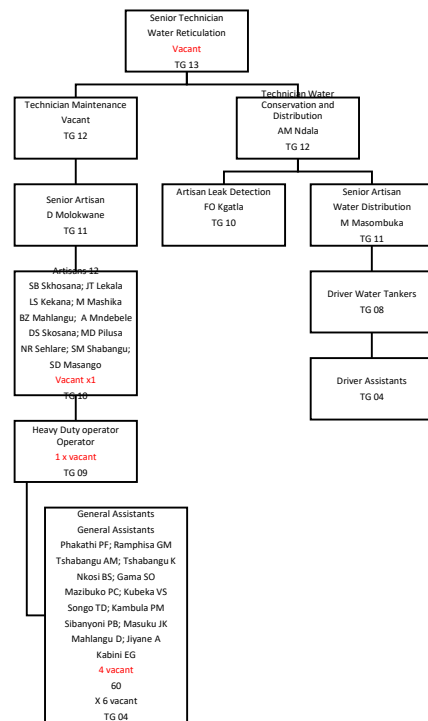 Senior Technician
Water Reticulation
Vacant
TG 13
Technician Maintenance
Vacant
TG 12
Technician Water
Conservation and
Distribution
AM Ndala
TG 12
Senior Artisan
D Molokwane
TG 11
Artisan Leak Detection
FO Kgatla
TG 10
Senior Artisan
Water Distribution
M Masombuka
TG 11
Artisans 12
SB Skhosana; JT Lekala
LS Kekana; M Mashika
BZ Mahlangu; A Mndebele
DS Skosana; MD Pilusa
NR Sehlare; SM Shabangu;
SD Masango
Vacant x1
TG 10
Driver Water Tankers
TG 08
Driver Assistants
TG 04
Heavy Duty operator
Operator
1 x vacant
TG 09
General Assistants
General Assistants
Phakathi PF; Ramphisa GM
Tshabangu AM; Tshabangu K
Nkosi BS; Gama SO
Mazibuko PC; Kubeka VS
Songo TD; Kambula PM
Sibanyoni PB; Masuku JK
Mahlangu D; Jiyane A
Kabini EG
4 vacant
60
X 6 vacant
TG 04